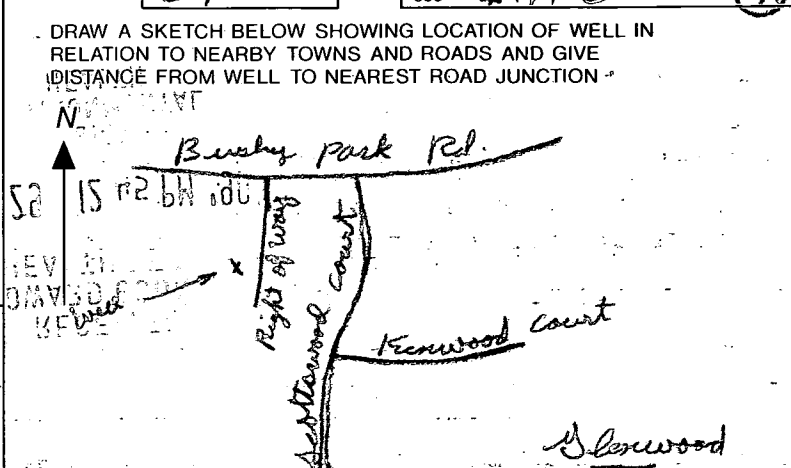 DRAW A SKETCH BELOW SHOWING LOCATION OF WELL IN
RELATION TO NEARBY TOWNS AND ROADS AND GIVE
DISTANCE FROM WELL TO NEAREST ROAD JUNCTION
N
Bushy Park Rd.
Right of Way
Scottswood Court
x
well
Kenwood Court
Glenwood